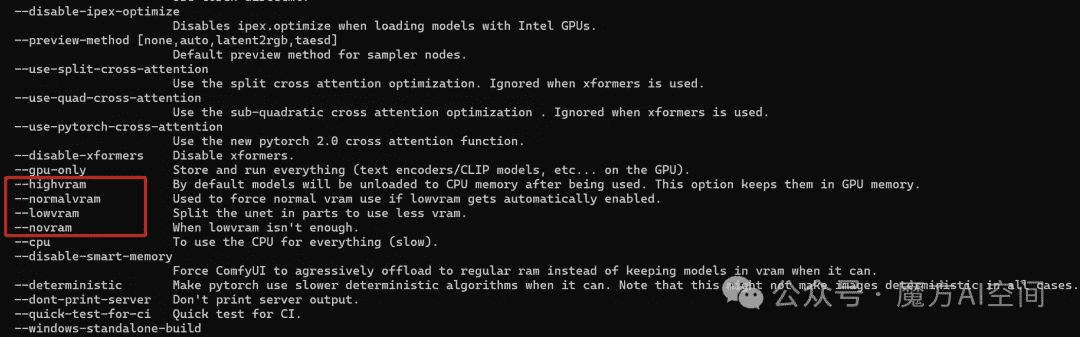 --disable-ipex-optimize
Disables ipex.optimize when loading models with Intel GPUs.
--preview-method [none,auto,latent2rgb,taesd]
Default preview method for sampler nodes.
--use-split-cross-attention
Use the split cross attention optimization. Ignored when xformers is used.
--use-quad-cross-attention
Use the sub-quadratic cross attention optimization . Ignored when xformers is used.
--use-pytorch-cross-attention
Use the new pytorch 2.0 cross attention function.
--disable-xformers Disable xformers.
--gpu-only Store and run everything (text encoders/CLIP models, etc... on the GPU).
--highvram By default models will be unloaded to CPU memory after being used. This option keeps them in GPU memory.
--normalvram Used to force normal vram use if lowvram gets automatically enabled.
--lowvram Split the unet in parts to use less vram.
--novram When lowvram isn't enough.
--cpu To use the CPU for everything (slow).
--disable-smart-memory
Force ComfyUI to agressively offload to regular ram instead of keeping models in vram when it can.
--deterministic Make pytorch use slower deterministic algorithms when it can. Note that this might not make images deterministic in all cases.
--dont-print-server Don't print server output.
--quick-test-for-ci Quick test for CI.
--windows-standalone-build
公众号 · 魔方AI空间